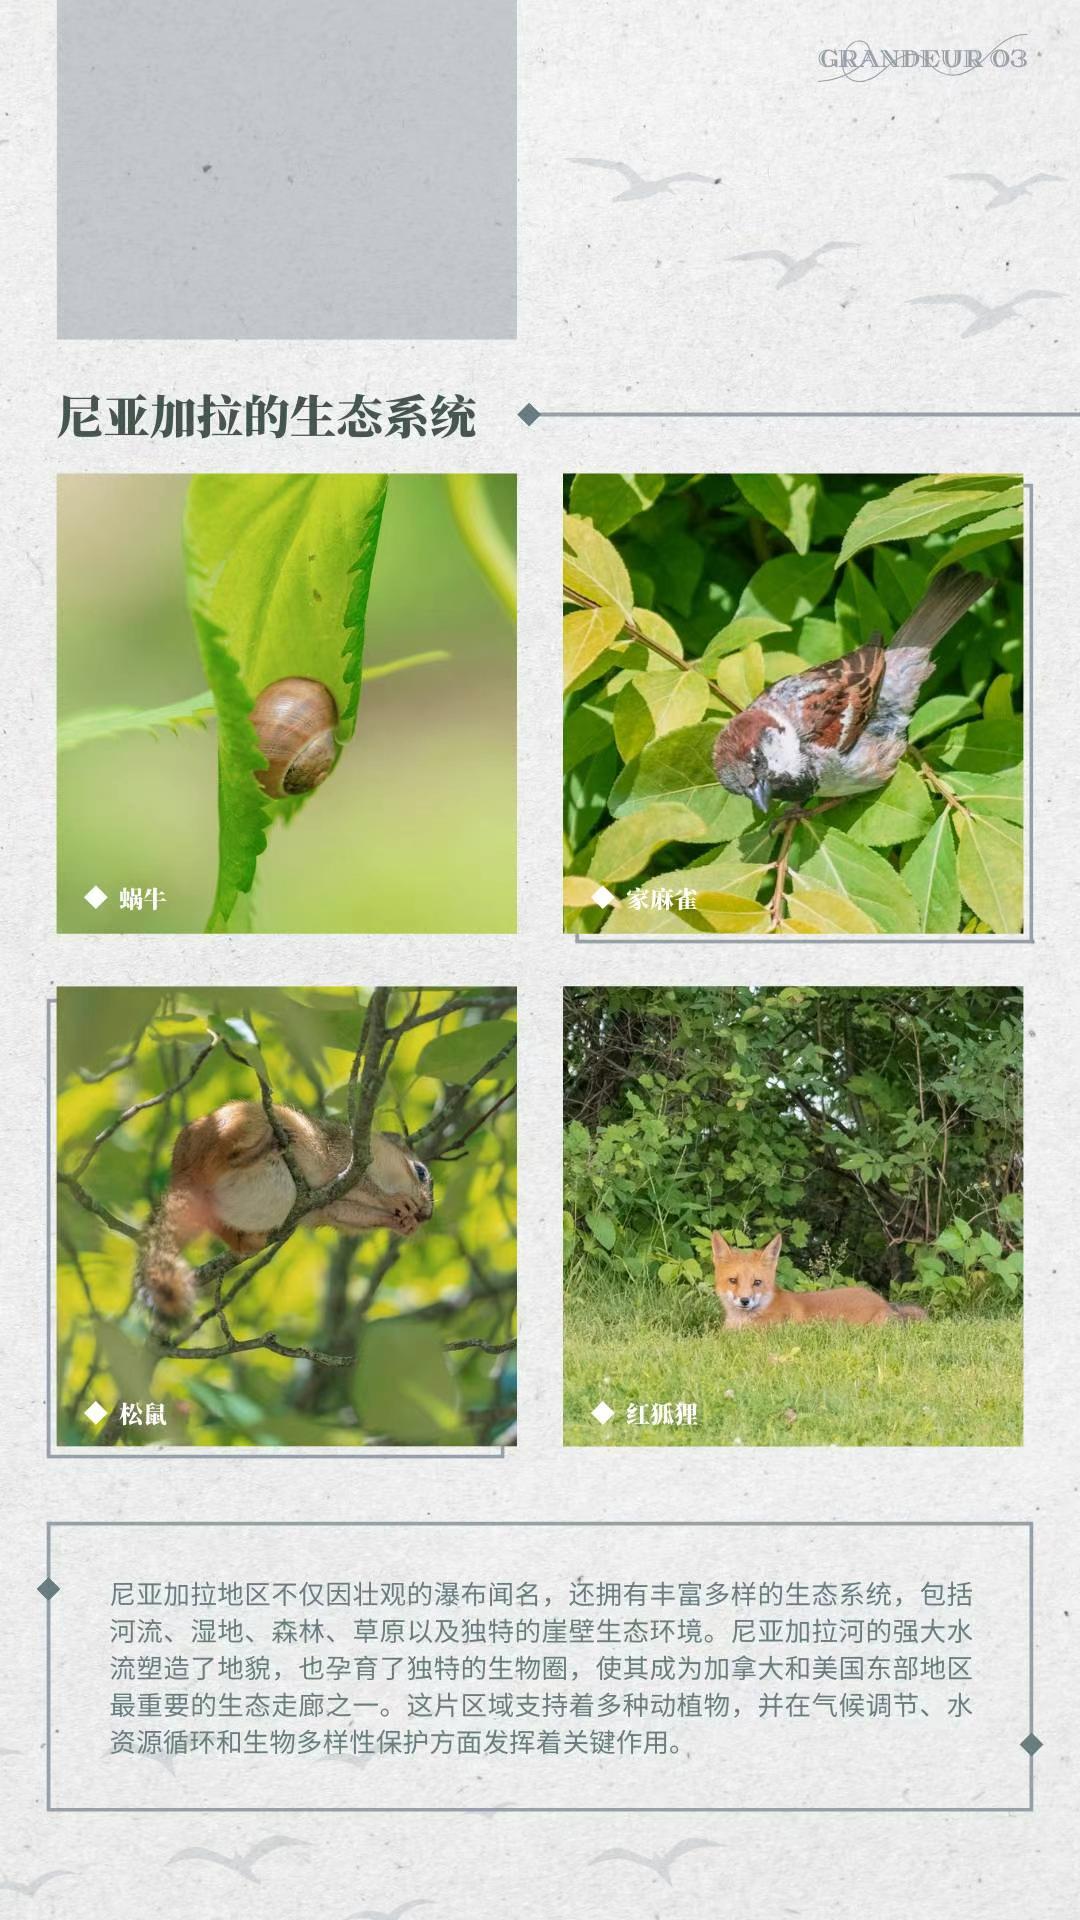 GRANDEUR 03
尼亚加拉的生态系统
蜗牛
家麻雀
松鼠
红狐狸
尼亚加拉地区不仅因壮观的瀑布闻名，还拥有丰富多样的生态系统，包括
河流、湿地、森林、草原以及独特的崖壁生态环境。尼亚加拉河的强大水
流塑造了地貌，也孕育了独特的生物圈，使其成为加拿大和美国东部地区
最重要的生态走廊之一。这片区域支持着多种动植物，并在气候调节、水
资源循环和生物多样性保护方面发挥着关键作用。